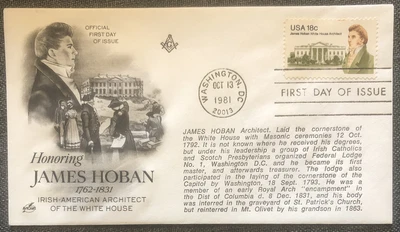 OFFICIAL
FIRST DAY
OF ISSUE
Honoring
JAMES HOBAN
1762-1831
IRISH-AMERICAN ARCHITECT
OF THE WHITE HOUSE
USA 18c
James Hoban White House Architect
WASHINGTON, DC
OCT 13
1981
20013
FIRST DAY OF ISSUE
JAMES HOBAN Architect. Laid the cornerstone of
the White House with Masonic ceremonies 12 Oct.
1792. It is not known where he received his degrees,
but under his leadership a group of Irish Catholics
and Scotch Presbyterians organized Federal Lodge
No. 1, Washington D.C. and he became its first
master, and afterwards treasurer. The lodge also
participated in the laying of the cornerstone of the
Capitol by Washington, 18 Sept. 1793. He was a
member of an early Royal Arch "encampment" in
the Dist of Columbia d. 8 Dec. 1831, and his body
was interred in the graveyard of St. Patrick's Church,
but reinterred in Mt. Olivet by his grandson in 1863.